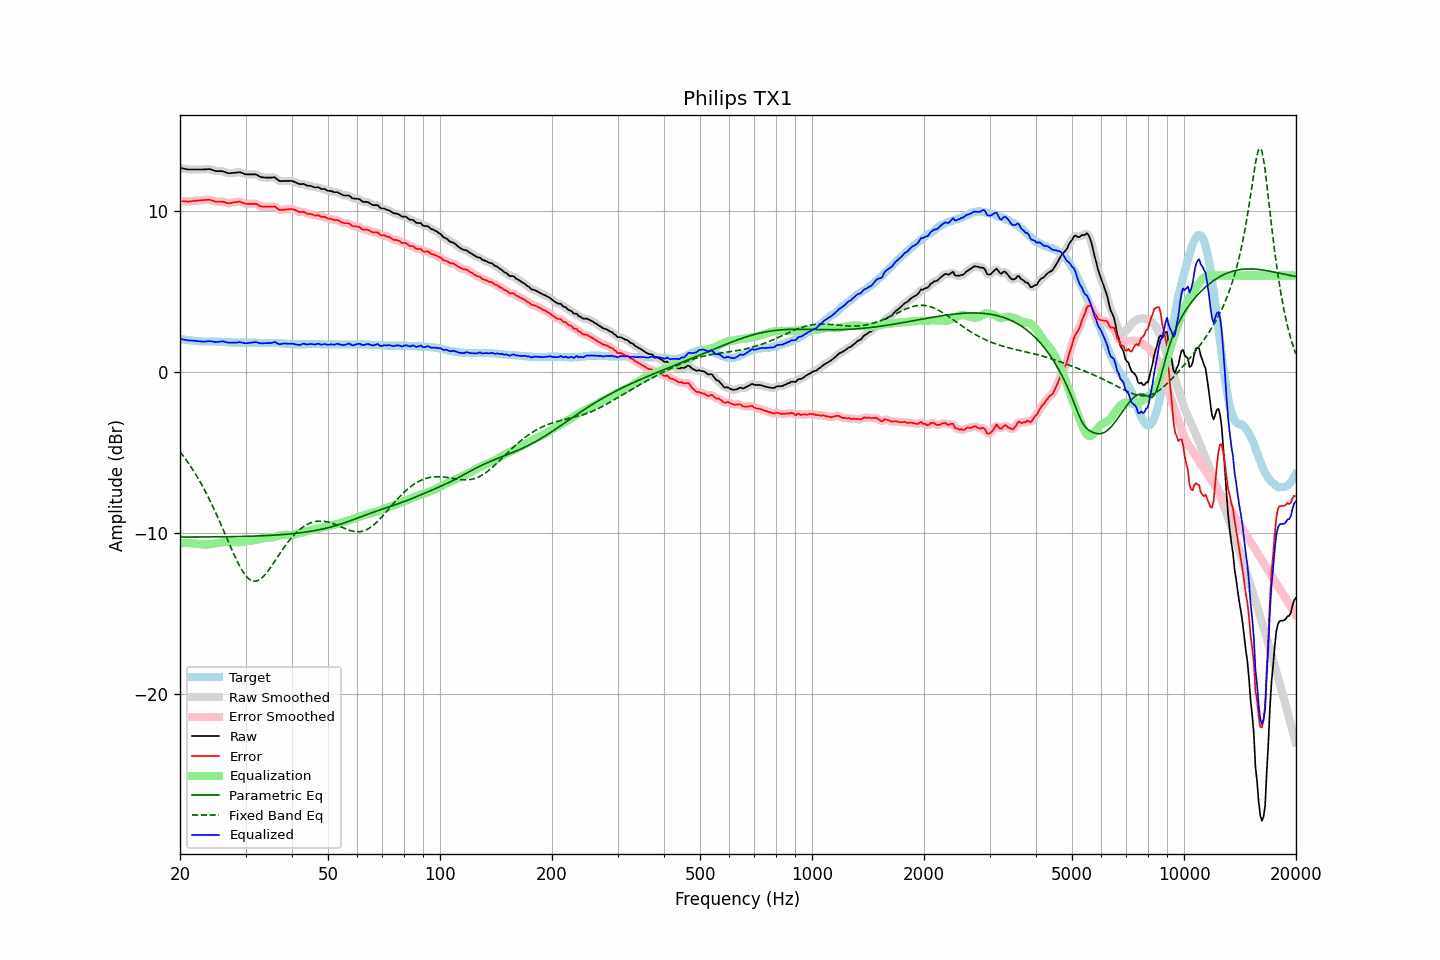 Philips TX1
Amplitude (dBr)
10
0
−10
−20
Target
Raw Smoothed
Error Smoothed
Raw
Error
Equalization
Parametric Eq
Fixed Band Eq
Equalized
20 50 100 200 500 1000 2000 5000 10000 20000
Frequency (Hz)